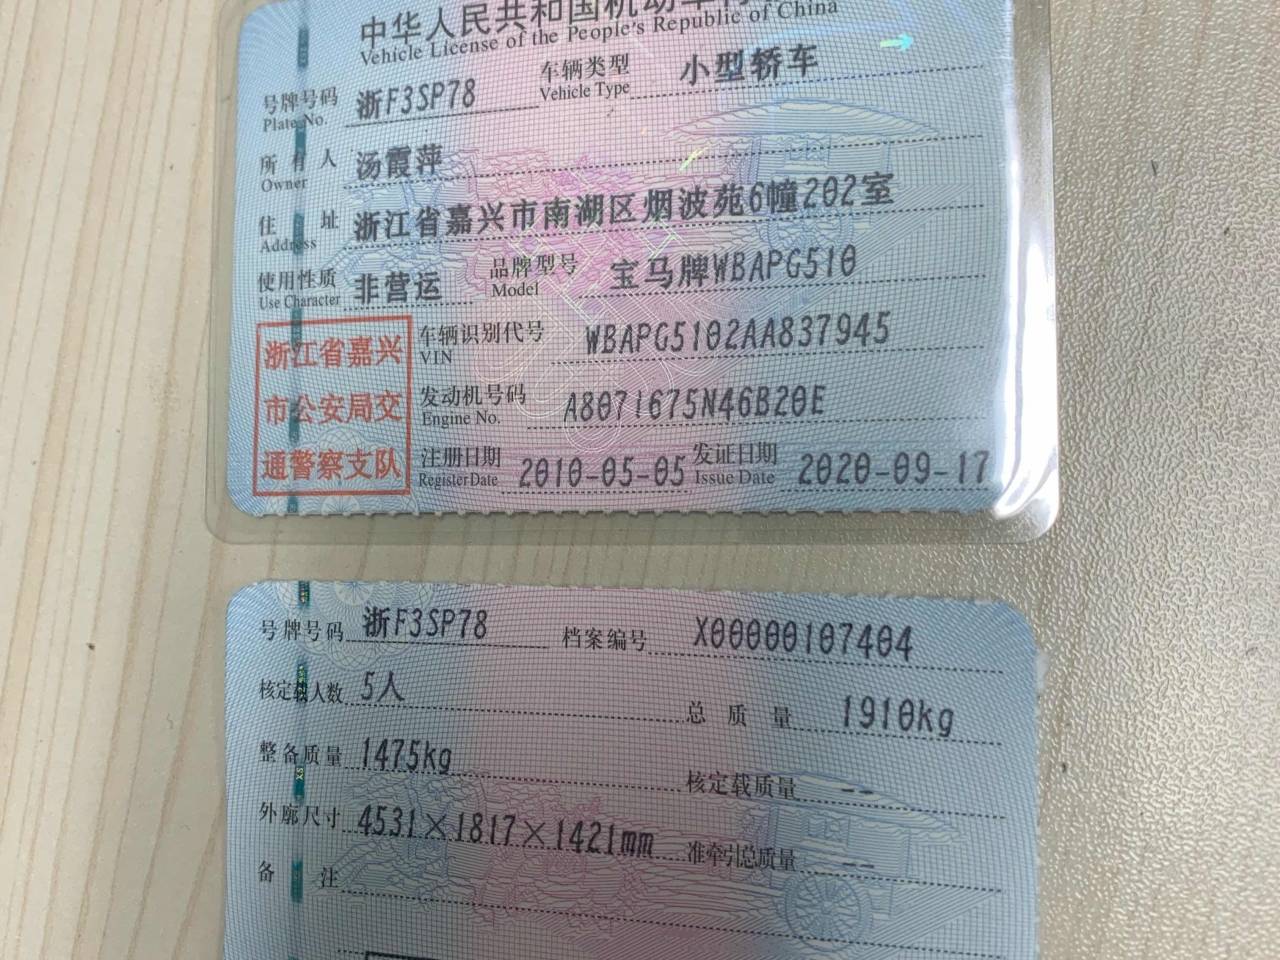 中华人民共和国机动车行
Vehicle License of the People's Republic of China
号牌号码 浙F3SP78 车辆类型 小型轿车
Plate No. Vehicle Type
所有人 汤霞萍
Owner
住址 浙江省嘉兴市南湖区烟波苑6幢202室
Address
使用性质 非营运 品牌型号 宝马牌WBAPG510
Use Character Model
浙江省嘉兴
市公安局交
通警察支队
车辆识别代号 WBAPG5102AA837945
VIN
发动机号码 A8071675N46B20E
Engine No.
注册日期 2010-05-05 发证日期 2020-09-17
Register Date Issue Date
号牌号码 浙F3SP78 档案编号 X00000107404
核定载人数 5人 总质量 1910kg
整备质量 1475kg 核定载质量 --
外廓尺寸 4531×1817×1421mm 准牵引总质量 --
备注